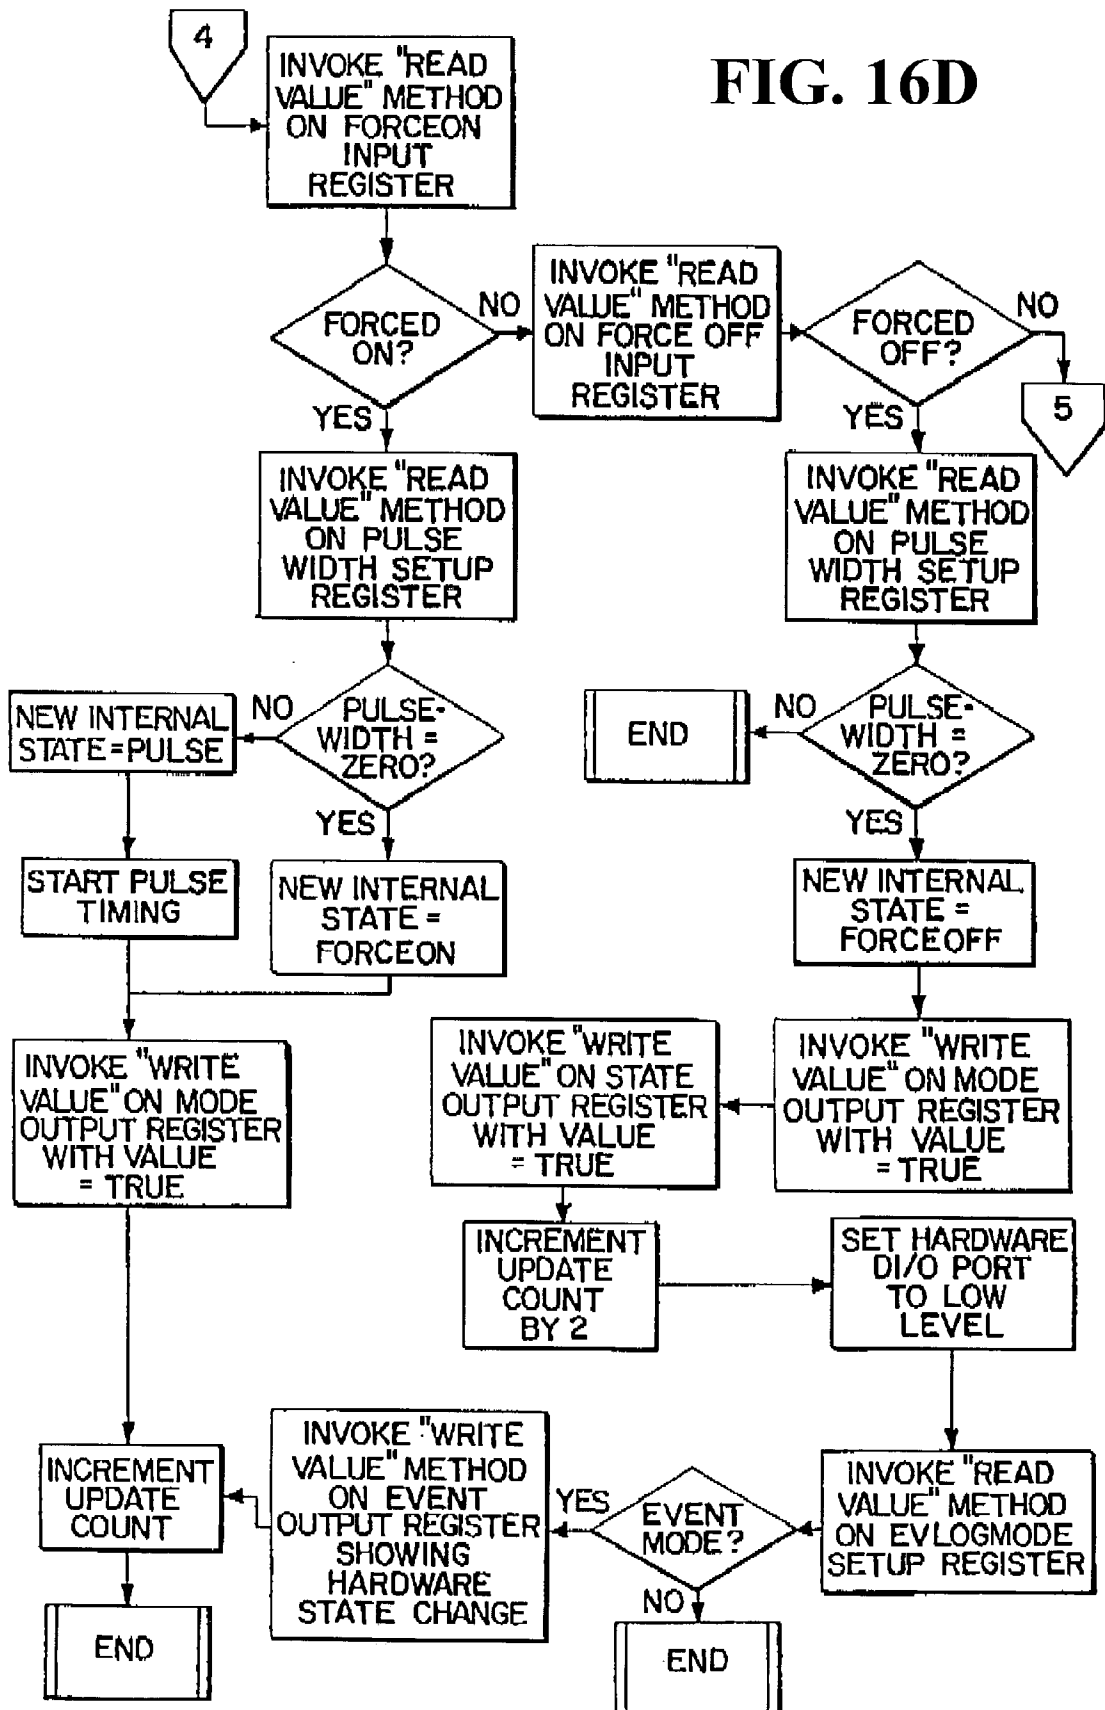 4
FIG. 16D
INVOKE "READ
VALUE" METHOD
ON FORCEON
INPUT
REGISTER
FORCED
ON?
NO
INVOKE "READ
VALUE" METHOD
ON FORCE OFF
INPUT
REGISTER
FORCED
OFF?
NO
5
YES
YES
INVOKE "READ
VALUE" METHOD
ON PULSE
WIDTH SETUP
REGISTER
INVOKE "READ
VALUE" METHOD
ON PULSE
WIDTH SETUP
REGISTER
NEW INTERNAL
STATE=PULSE
NO
PULSE-
WIDTH =
ZERO?
END
NO
PULSE-
WIDTH =
ZERO?
YES
YES
START PULSE
TIMING
NEW INTERNAL
STATE =
FORCEON
NEW INTERNAL
STATE =
FORCEOFF
INVOKE "WRITE
VALUE" ON MODE
OUTPUT REGISTER
WITH VALUE
= TRUE
INVOKE "WRITE
VALUE" ON STATE
OUTPUT REGISTER
WITH VALUE
= TRUE
INVOKE "WRITE
VALUE" ON MODE
OUTPUT REGISTER
WITH VALUE
= TRUE
INCREMENT
UPDATE
COUNT
BY 2
SET HARDWARE
DI/O PORT
TO LOW
LEVEL
INCREMENT
UPDATE
COUNT
INVOKE "WRITE
VALUE" METHOD
ON EVENT
OUTPUT REGISTER
SHOWING
HARDWARE
STATE CHANGE
YES
EVENT
MODE?
INVOKE "READ
VALUE" METHOD
ON EVLOGMODE
SETUP REGISTER
NO
END
END